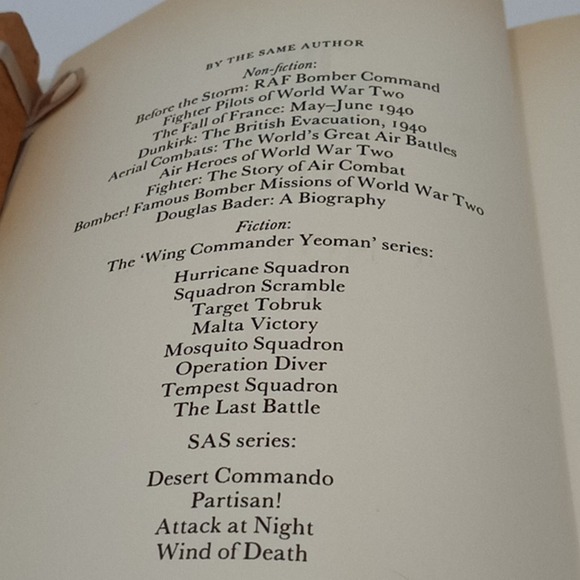 BY THE SAME AUTHOR
Non-fiction:
Before the Storm: RAF Bomber Command
Fighter Pilots of World War Two
The Fall of France: May–June 1940
Dunkirk: The British Evacuation, 1940
Aerial Combats: The World's Great Air Battles
Air Heroes of World War Two
Fighter: The Story of Air Combat
Bomber! Famous Bomber Missions of World War Two
Douglas Bader: A Biography
Fiction:
The 'Wing Commander Yeoman' series:
Hurricane Squadron
Squadron Scramble
Target Tobruk
Malta Victory
Mosquito Squadron
Operation Diver
Tempest Squadron
The Last Battle
SAS series:
Desert Commando
Partisan!
Attack at Night
Wind of Death